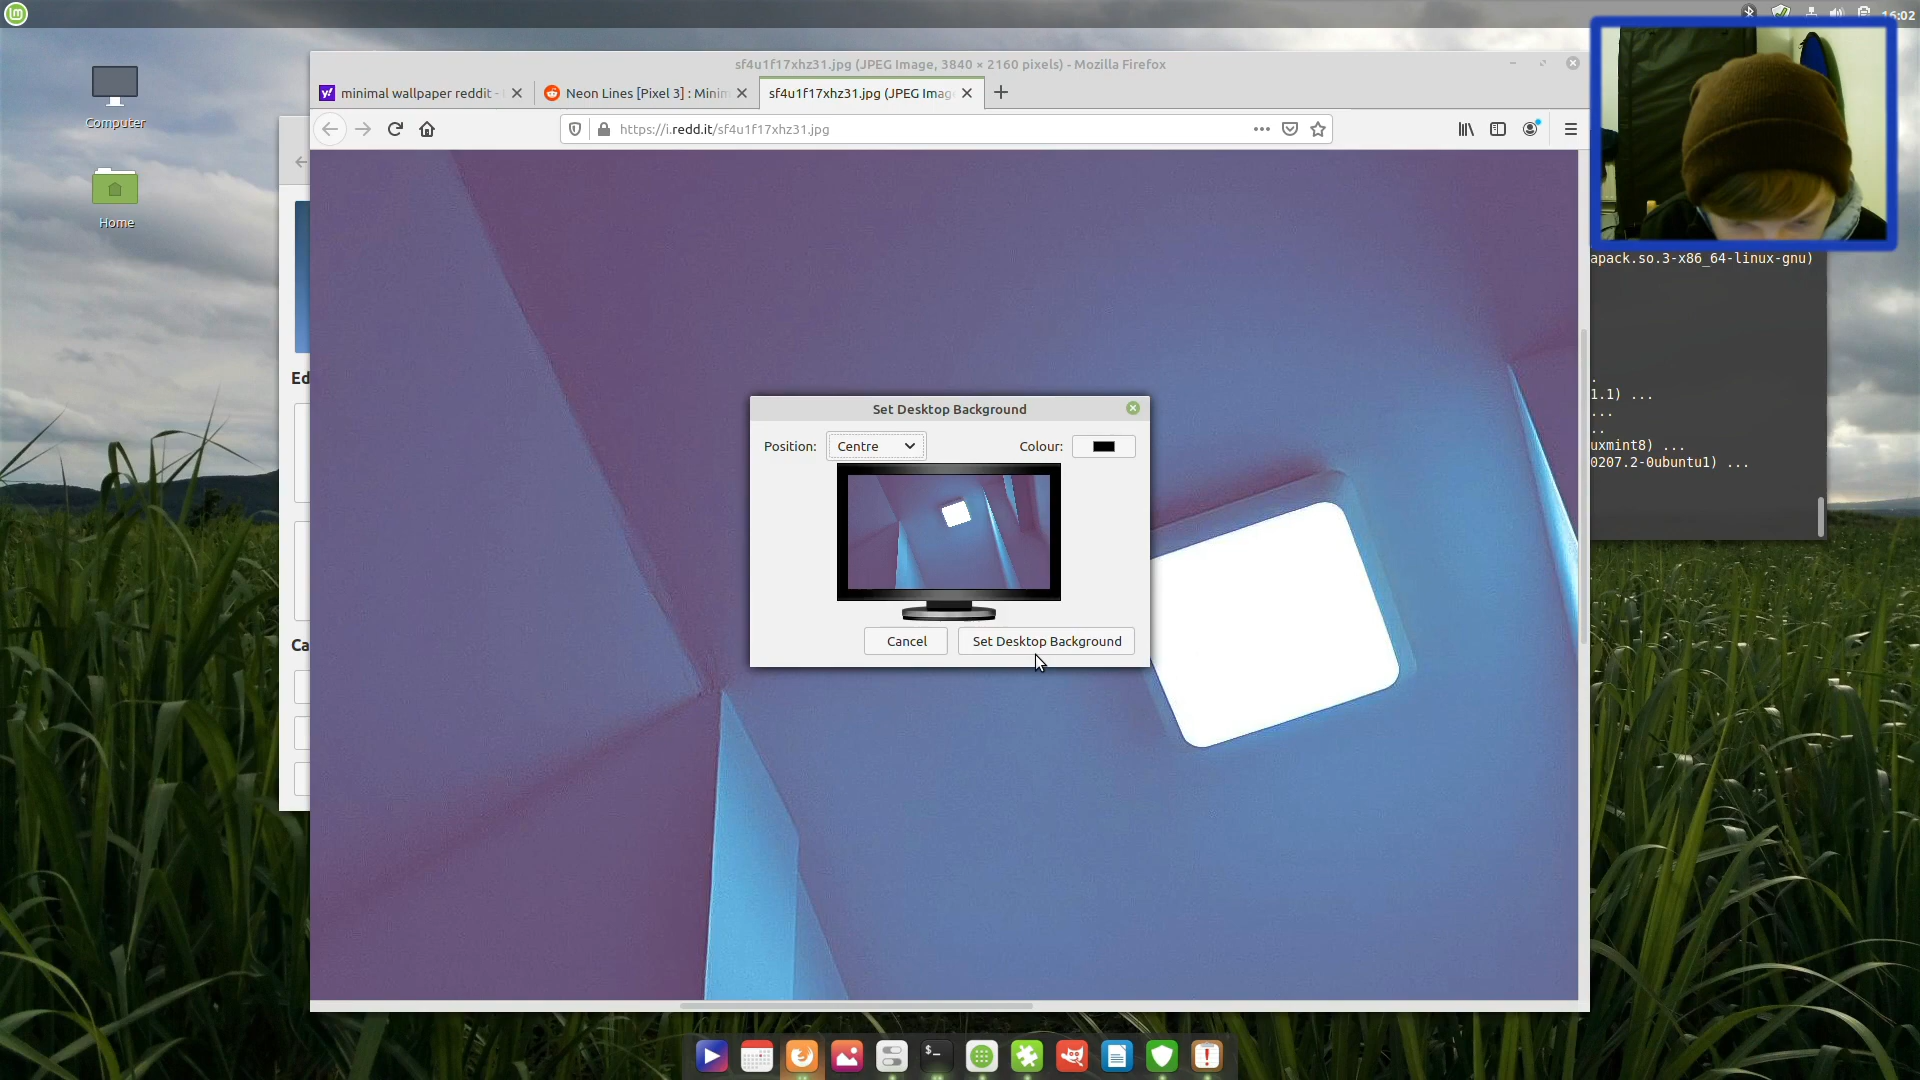 16:02
Computer
Home
sf4u1f17xhz31.jpg (JPEG Image, 3840 × 2160 pixels) - Mozilla Firefox
minimal wallpaper reddit -
Neon Lines [Pixel 3] : Minim
sf4u1f17xhz31.jpg (JPEG Imag
https://i.redd.it/sf4u1f17xhz31.jpg
apack.so.3-x86_64-linux-gnu)
.
1.1) ...
...
..
uxmint8) ...
0207.2-0ubuntu1) ...
Ed
Ca
Set Desktop Background
Position:
Centre
Colour:
Cancel
Set Desktop Background